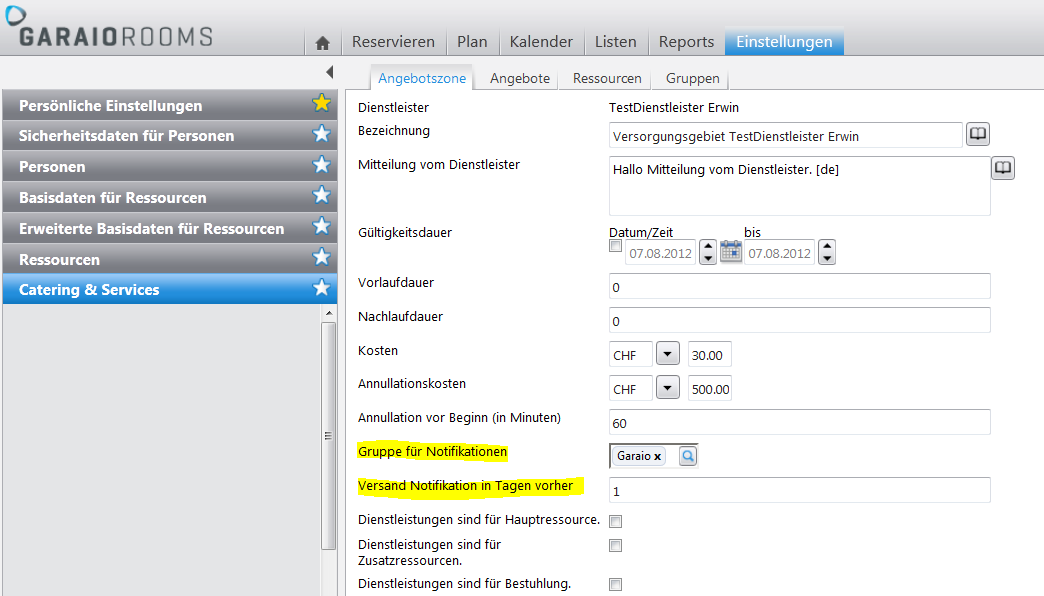 GARAIOROOMS
Reservieren Plan Kalender Listen Reports Einstellungen
Angebotszone Angebote Ressourcen Gruppen
Persönliche Einstellungen
Sicherheitsdaten für Personen
Personen
Basisdaten für Ressourcen
Erweiterte Basisdaten für Ressourcen
Ressourcen
Catering & Services
Dienstleister TestDienstleister Erwin
Bezeichnung Versorgungsgebiet TestDienstleister Erwin
Mitteilung vom Dienstleister Hallo Mitteilung vom Dienstleister. [de]
Gültigkeitsdauer Datum/Zeit bis
07.08.2012 07.08.2012
Vorlaufdauer 0
Nachlaufdauer 0
Kosten CHF 30.00
Annullationskosten CHF 500.00
Annullation vor Beginn (in Minuten) 60
Gruppe für Notifikationen Garaio x
Versand Notifikation in Tagen vorher 1
Dienstleistungen sind für Hauptressource.
Dienstleistungen sind für
Zusatzressourcen.
Dienstleistungen sind für Bestuhlung.